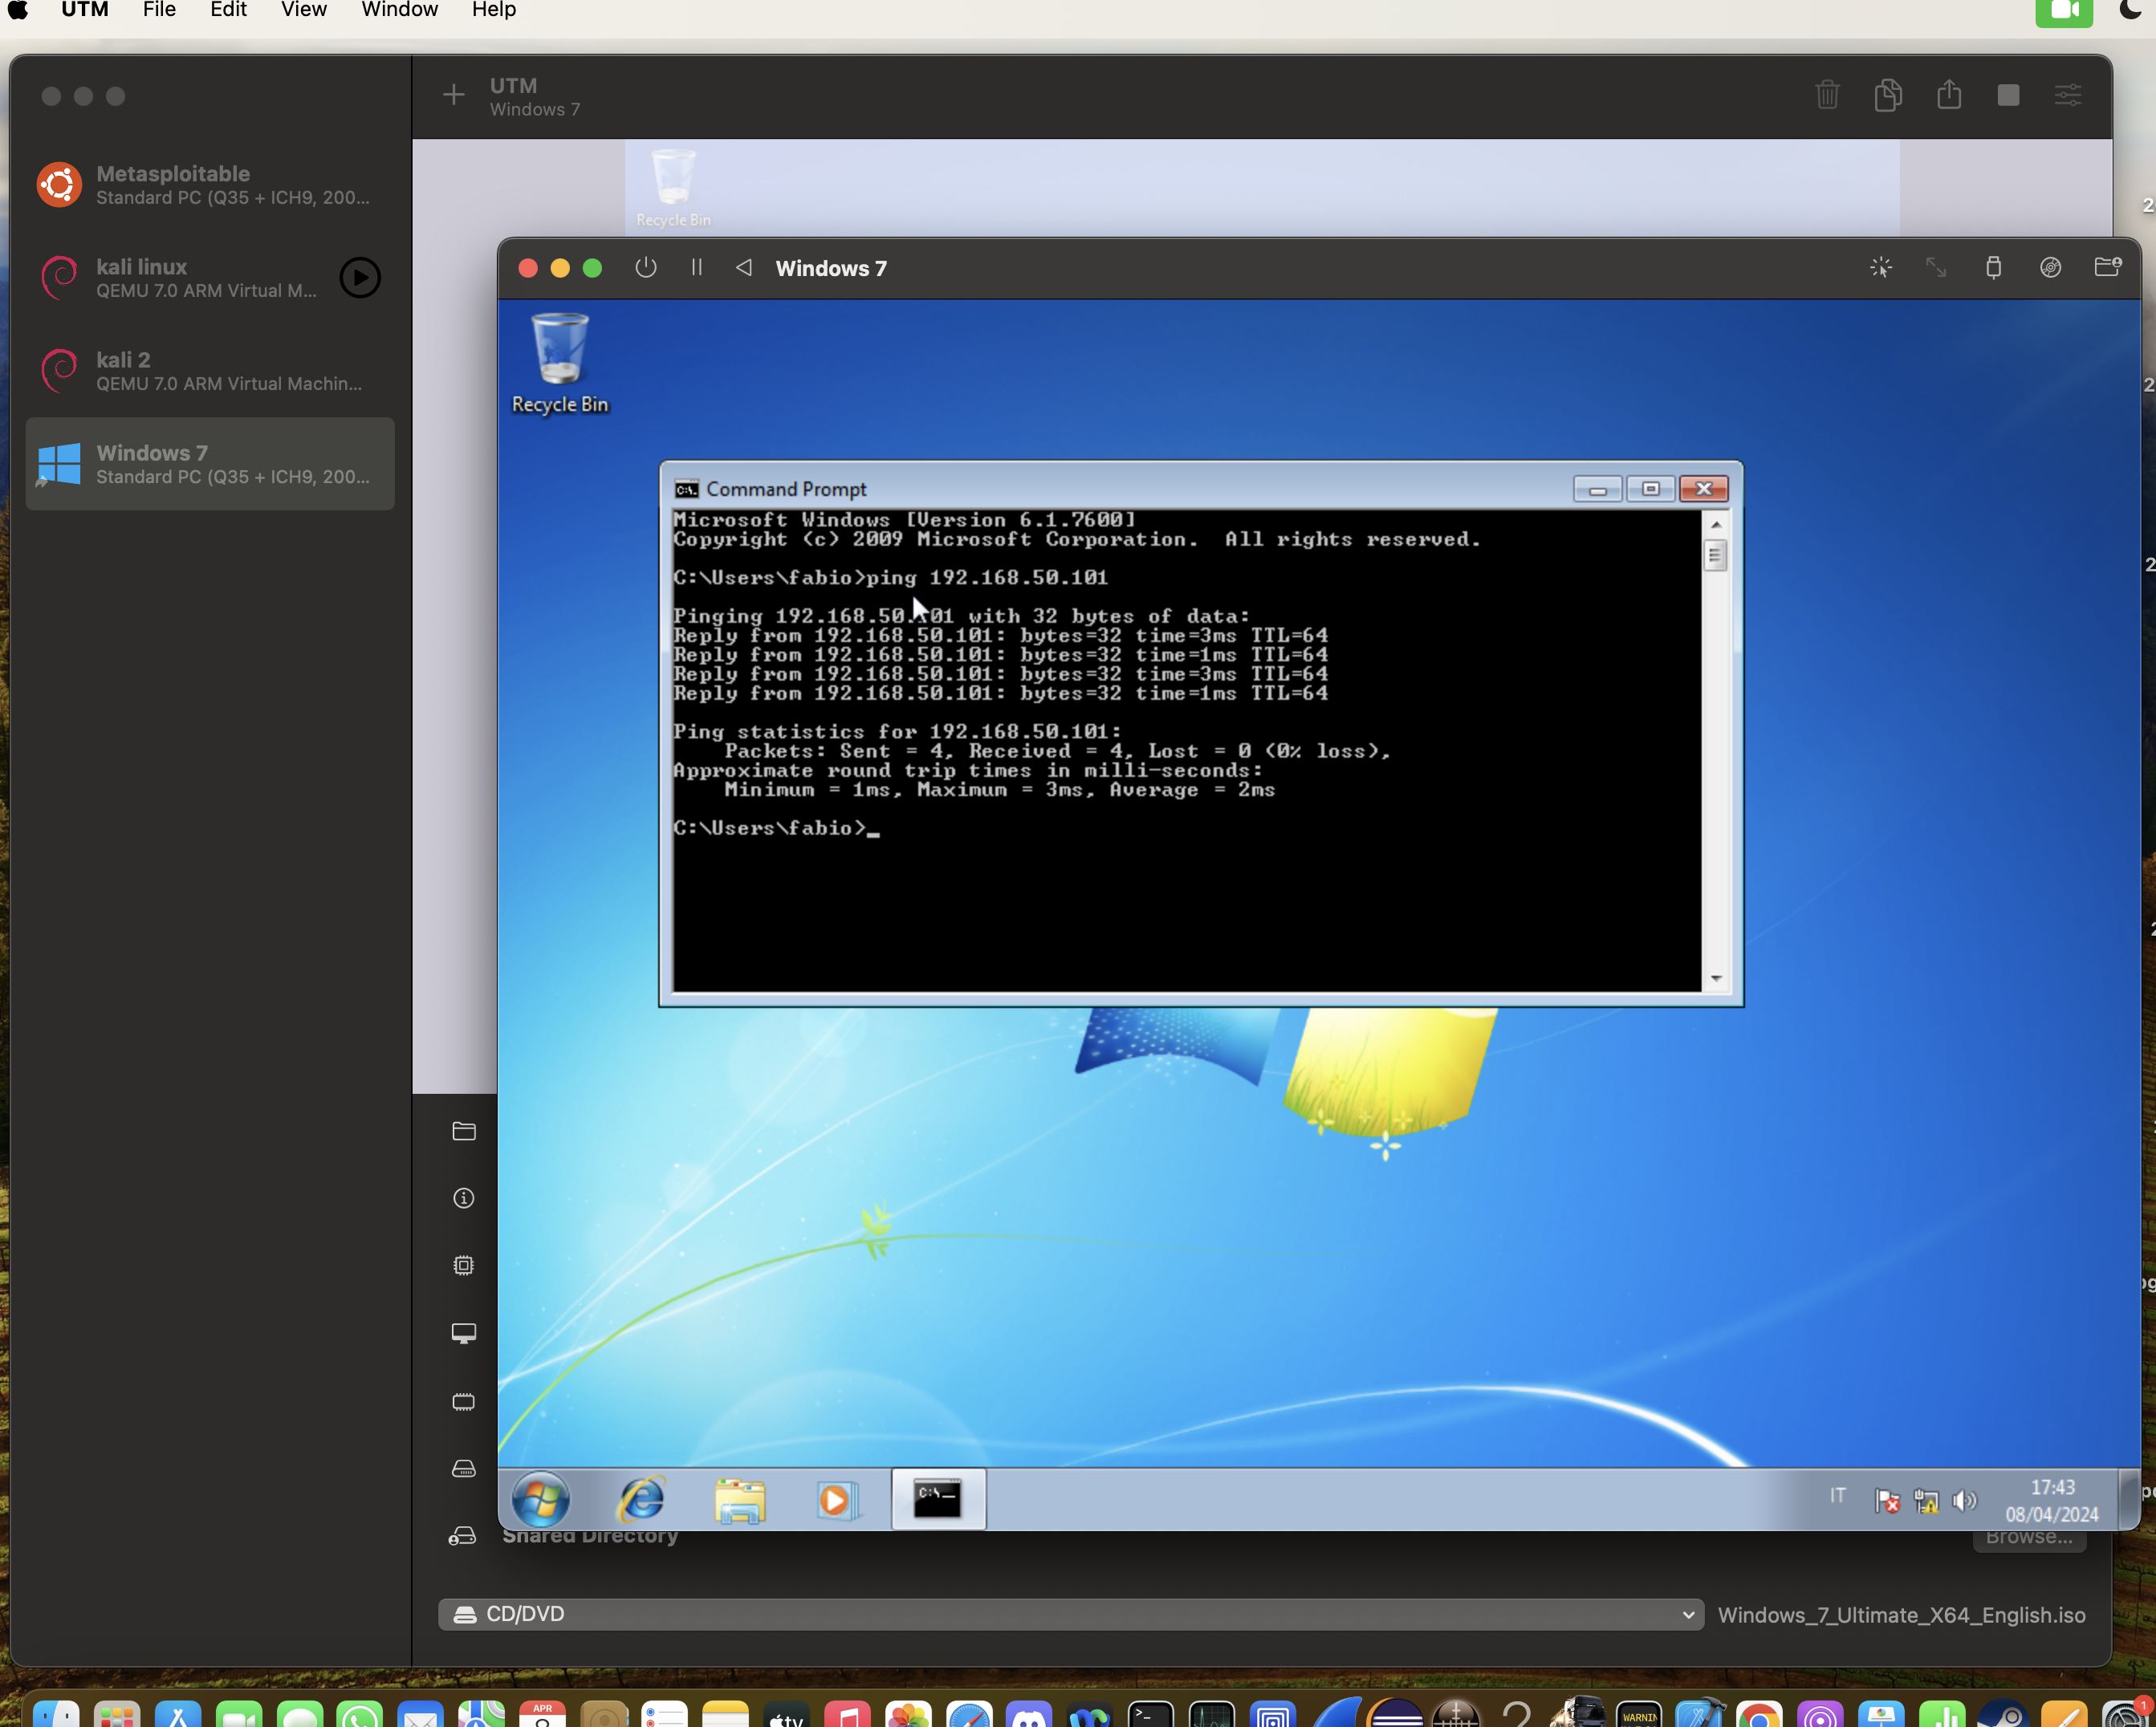 UTM File Edit View Window Help
UTM
Windows 7
Metasploitable
Standard PC (Q35 + ICH9, 200...
kali linux
QEMU 7.0 ARM Virtual M...
kali 2
QEMU 7.0 ARM Virtual Machin...
Windows 7
Standard PC (Q35 + ICH9, 200...
Recycle Bin
Windows 7
Recycle Bin
Command Prompt
Microsoft Windows [Version 6.1.7600]
Copyright (c) 2009 Microsoft Corporation.  All rights reserved.
C:\Users\fabio>ping 192.168.50.101
Pinging 192.168.50.101 with 32 bytes of data:
Reply from 192.168.50.101: bytes=32 time=3ms TTL=64
Reply from 192.168.50.101: bytes=32 time=1ms TTL=64
Reply from 192.168.50.101: bytes=32 time=3ms TTL=64
Reply from 192.168.50.101: bytes=32 time=1ms TTL=64
Ping statistics for 192.168.50.101:
Packets: Sent = 4, Received = 4, Lost = 0 (0% loss),
Approximate round trip times in milli-seconds:
Minimum = 1ms, Maximum = 3ms, Average = 2ms
C:\Users\fabio>_
C:\_
IT
17:43
08/04/2024
Shared Directory
Browse...
CD/DVD
Windows_7_Ultimate_X64_English.iso
APR
tv
WARNIN
1